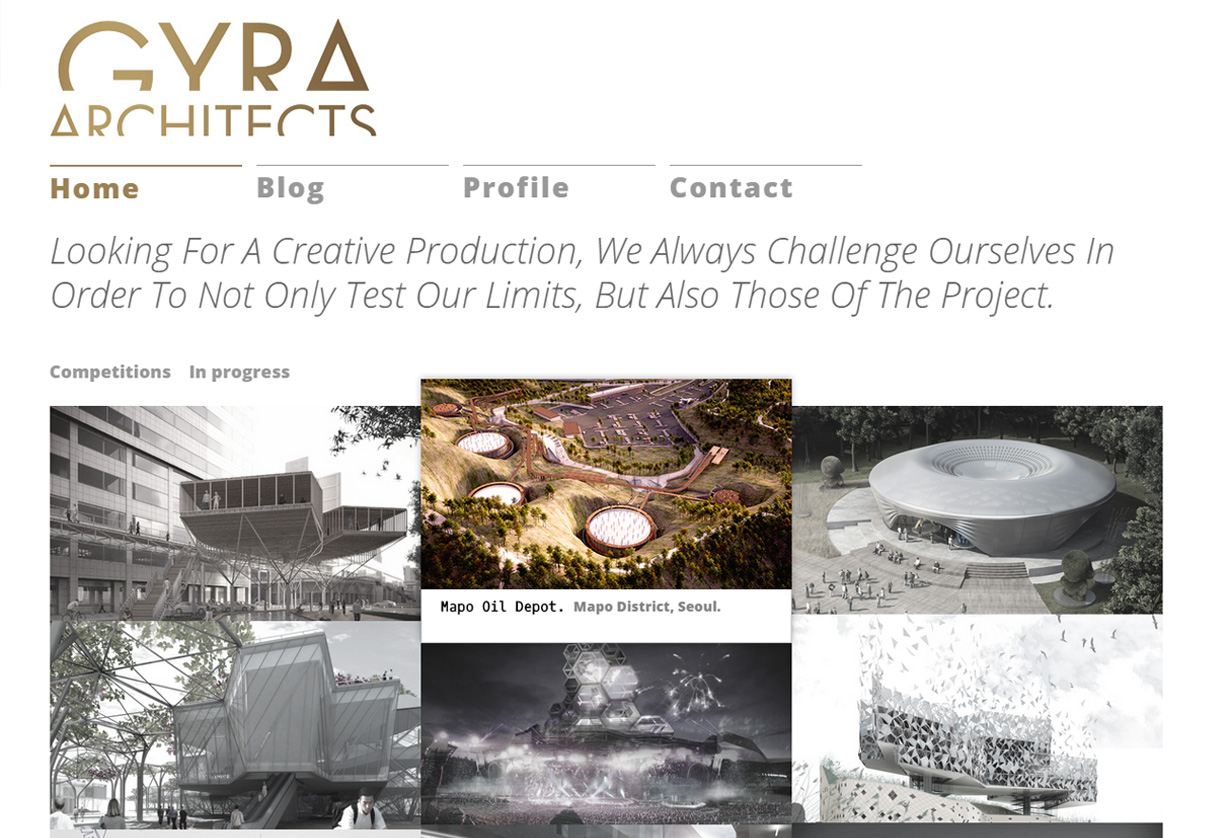 GYRA
ARCHITECTS
Home Blog Profile Contact
Looking For A Creative Production, We Always Challenge Ourselves In
Order To Not Only Test Our Limits, But Also Those Of The Project.
Competitions In progress
Mapo Oil Depot. Mapo District, Seoul.